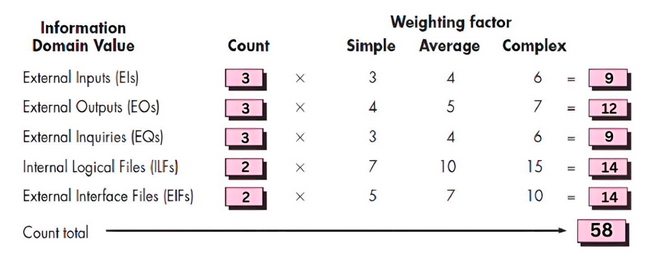 Information Domain Value Count Weighting factor
Simple Average Complex
External Inputs (EIs) 3 × 3 4 6 = 9
External Outputs (EOs) 3 × 4 5 7 = 12
External Inquiries (EQs) 3 × 3 4 6 = 9
Internal Logical Files (ILFs) 2 × 7 10 15 = 14
External Interface Files (EIFs) 2 × 5 7 10 = 14
Count total 58